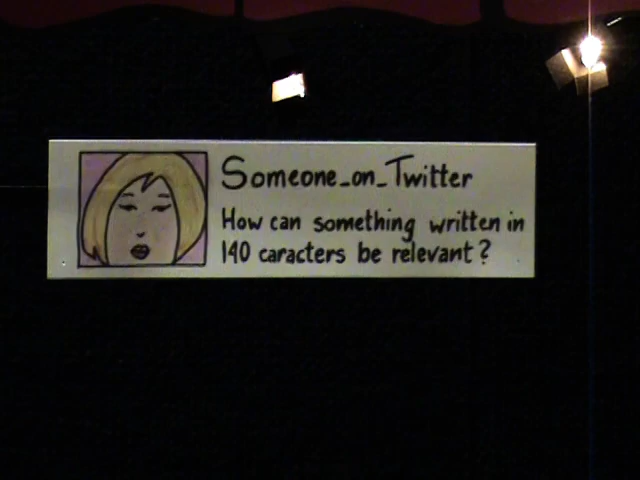 Someone_on_Twitter
How can something written in
140 caracters be relevant?